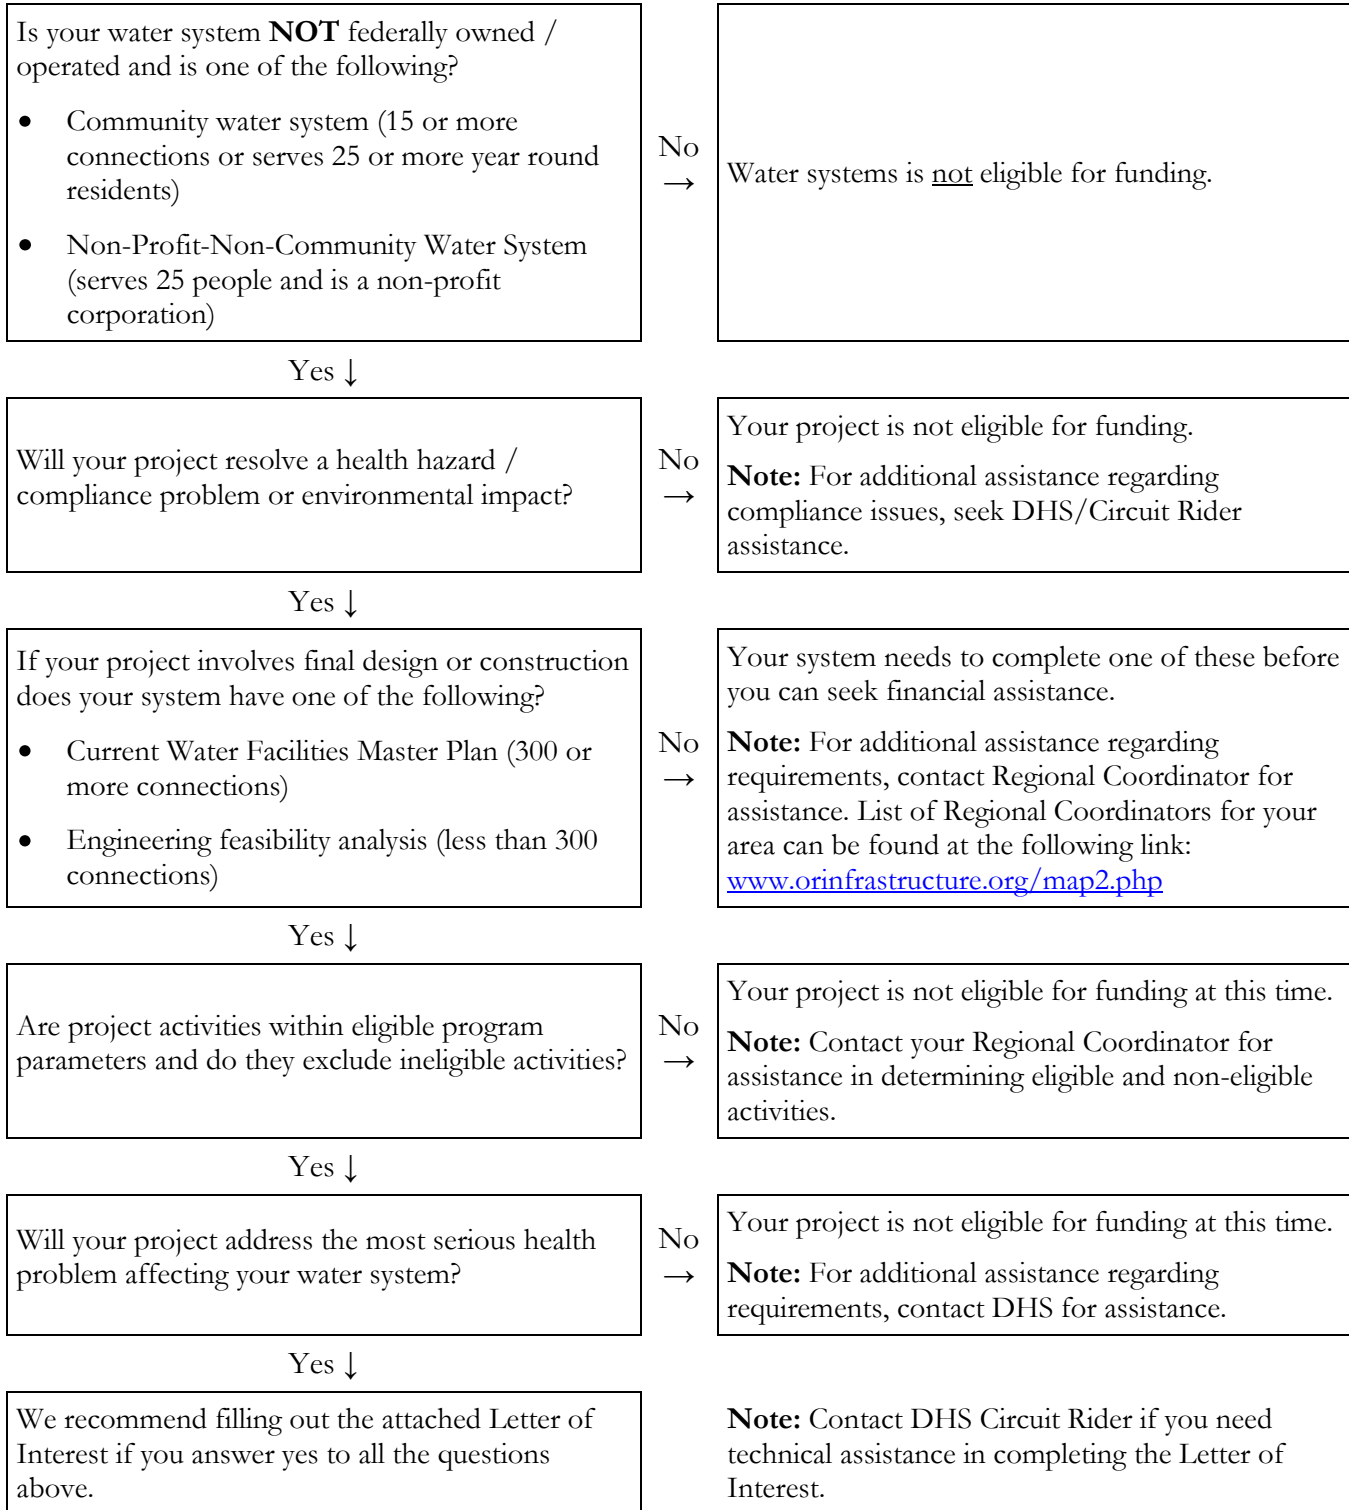 Is your water system NOT federally owned /
operated and is one of the following?
• Community water system (15 or more
connections or serves 25 or more year round
residents)
• Non-Profit-Non-Community Water System
(serves 25 people and is a non-profit
corporation)
No
→
Water systems is not eligible for funding.
Yes ↓
Will your project resolve a health hazard /
compliance problem or environmental impact?
No
→
Your project is not eligible for funding.
Note: For additional assistance regarding
compliance issues, seek DHS/Circuit Rider
assistance.
Yes ↓
If your project involves final design or construction
does your system have one of the following?
• Current Water Facilities Master Plan (300 or
more connections)
• Engineering feasibility analysis (less than 300
connections)
No
→
Your system needs to complete one of these before
you can seek financial assistance.
Note: For additional assistance regarding
requirements, contact Regional Coordinator for
assistance. List of Regional Coordinators for your
area can be found at the following link:
www.orinfrastructure.org/map2.php
Yes ↓
Are project activities within eligible program
parameters and do they exclude ineligible activities?
No
→
Your project is not eligible for funding at this time.
Note: Contact your Regional Coordinator for
assistance in determining eligible and non-eligible
activities.
Yes ↓
Will your project address the most serious health
problem affecting your water system?
No
→
Your project is not eligible for funding at this time.
Note: For additional assistance regarding
requirements, contact DHS for assistance.
Yes ↓
We recommend filling out the attached Letter of
Interest if you answer yes to all the questions
above.
Note: Contact DHS Circuit Rider if you need
technical assistance in completing the Letter of
Interest.